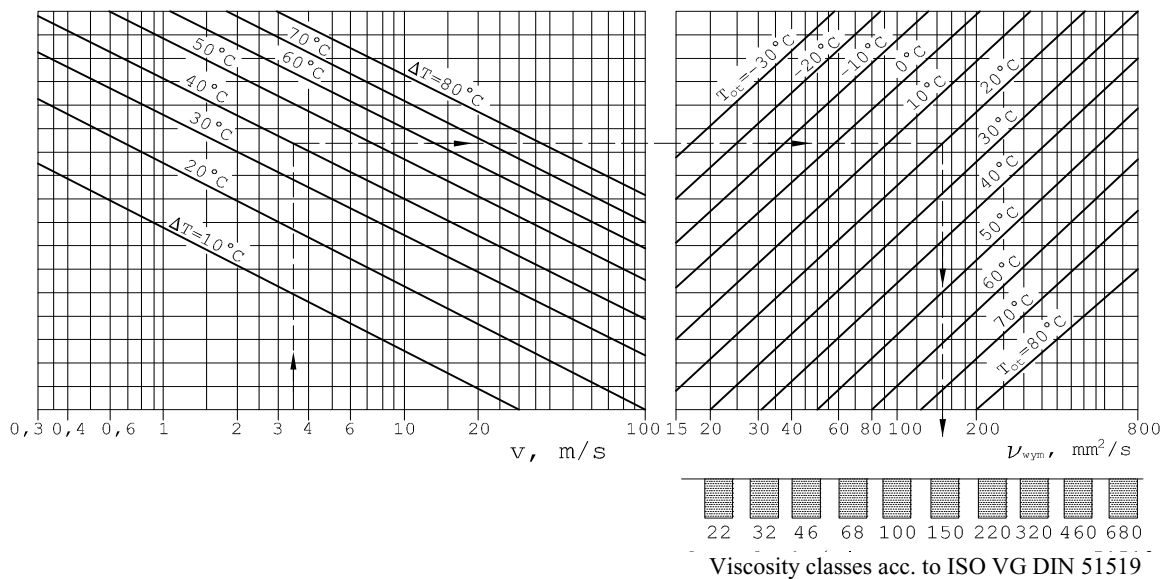 50°C
40°C
30°C
20°C
ΔT=10°C
70°C
60°C
ΔT=80°C
T_ot=-30°C
-20°C
-10°C
0°C
10°C
20°C
30°C
40°C
50°C
60°C
70°C
T_ot=80°C
0,3 0,4 0,6 1 2 3 4 6 10 20 100
v, m/s
15 20 30 40 60 80 100 200 800
ν_wym, mm²/s
22 32 46 68 100 150 220 320 460 680
Viscosity classes acc. to ISO VG DIN 51519